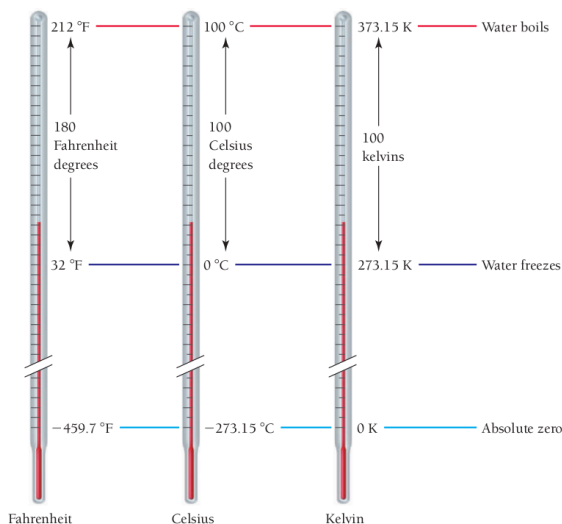 212 °F 100 °C 373.15 K Water boils
180
Fahrenheit
degrees
100
Celsius
degrees
100
kelvins
32 °F 0 °C 273.15 K Water freezes
−459.7 °F −273.15 °C 0 K Absolute zero
Fahrenheit Celsius Kelvin